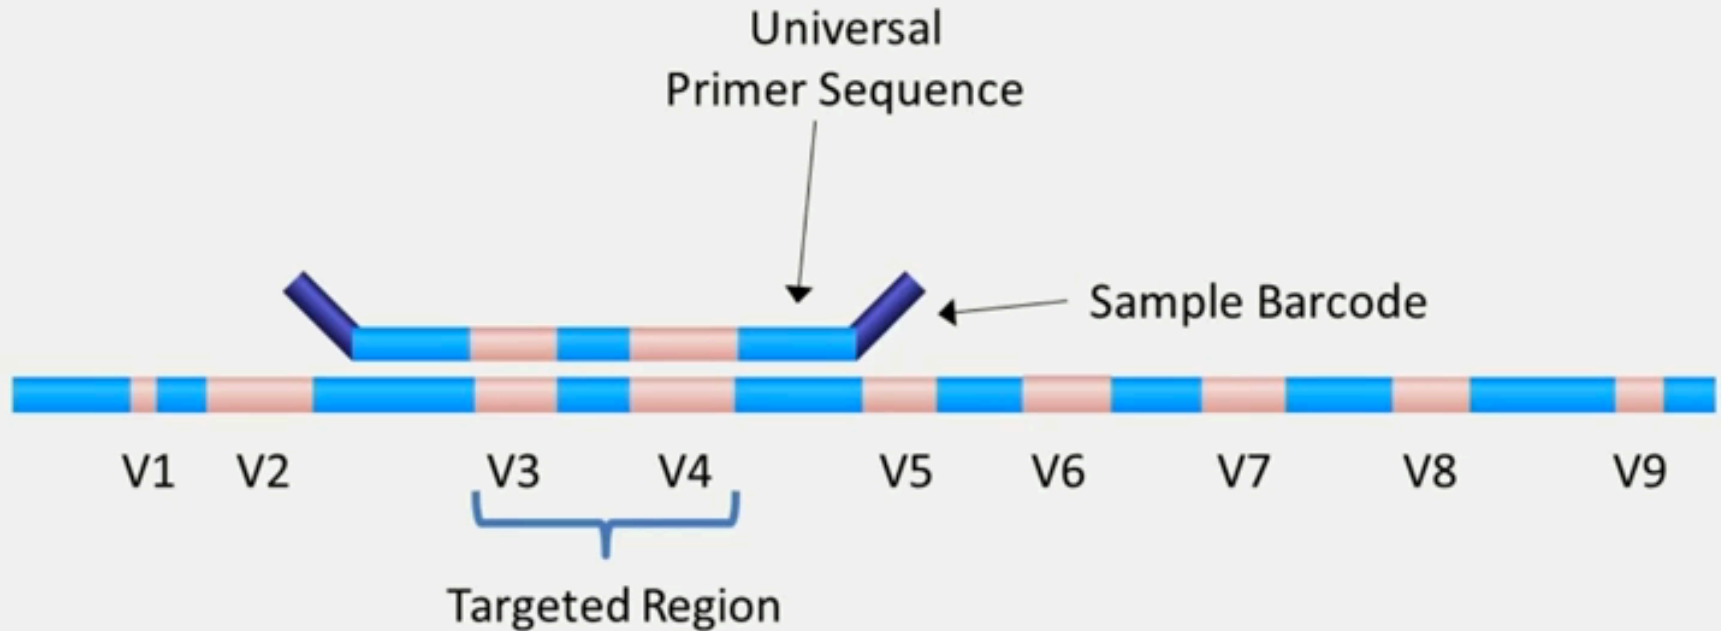 Universal
Primer Sequence
Sample Barcode
V1 V2 V3 V4 V5 V6 V7 V8 V9
Targeted Region